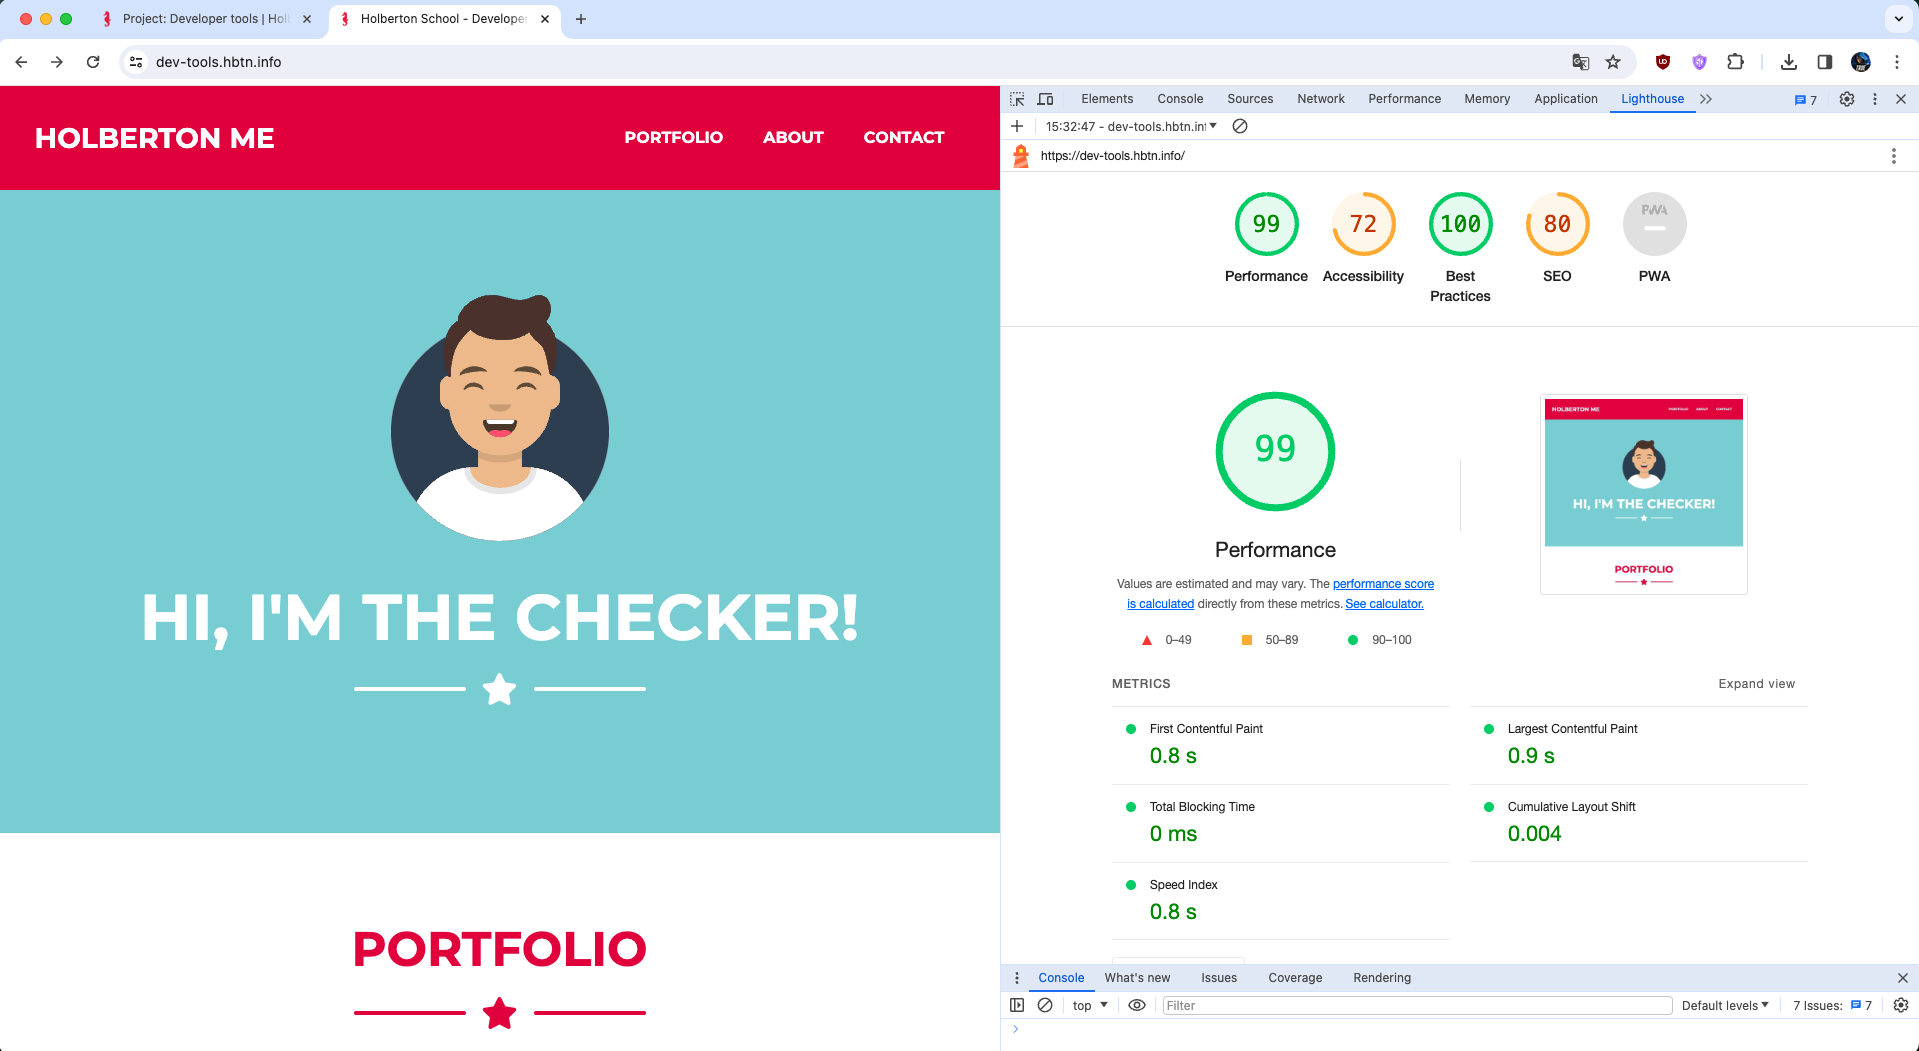 Project: Developer tools | Hol
Holberton School - Developer
dev-tools.hbtn.info
HOLBERTON ME
PORTFOLIO ABOUT CONTACT
HI, I'M THE CHECKER!
PORTFOLIO
Elements Console Sources Network Performance Memory Application Lighthouse 7
15:32:47 - dev-tools.hbtn.in
https://dev-tools.hbtn.info/
99 72 100 80 PWA
Performance Accessibility Best Practices SEO PWA
99
Performance
Values are estimated and may vary. The performance score
is calculated directly from these metrics. See calculator.
0–49 50–89 90–100
HOLBERTON ME PORTFOLIO ABOUT CONTACT
HI, I'M THE CHECKER!
PORTFOLIO
METRICS Expand view
First Contentful Paint
0.8 s
Largest Contentful Paint
0.9 s
Total Blocking Time
0 ms
Cumulative Layout Shift
0.004
Speed Index
0.8 s
Console What's new Issues Coverage Rendering
top Filter Default levels 7 Issues: 7